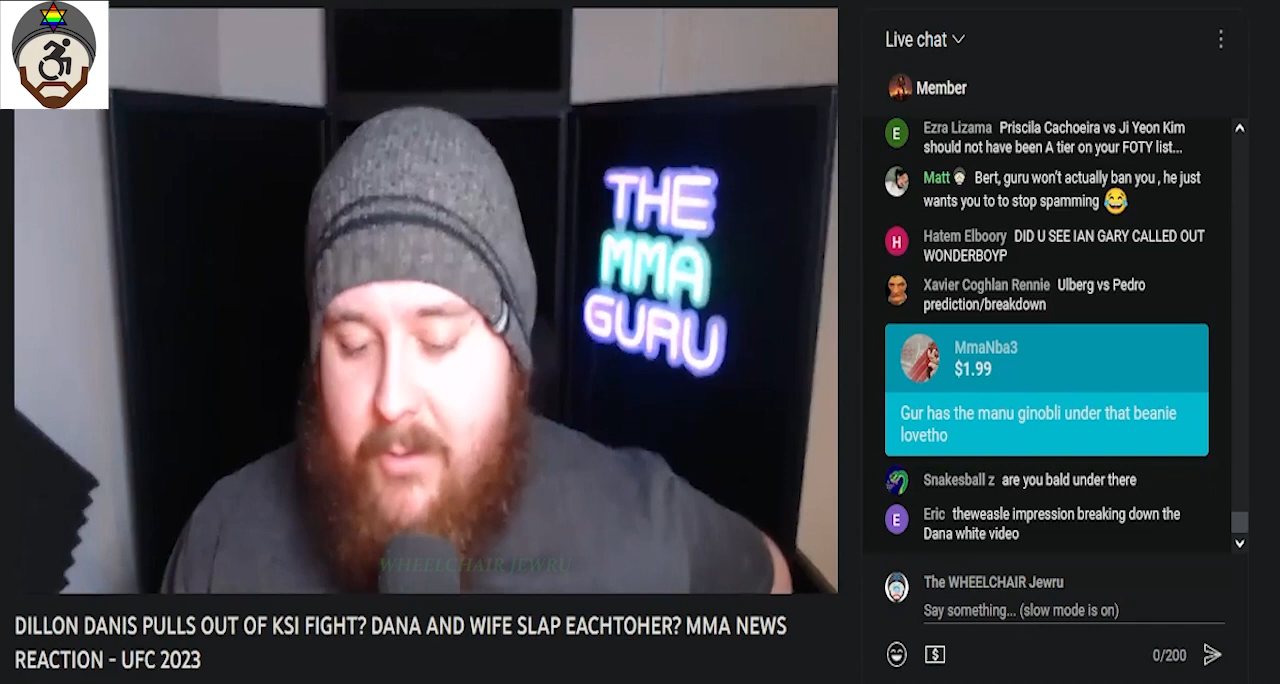 THE
MMA
GURU
WHEELCHAIR JEWRU
DILLON DANIS PULLS OUT OF KSI FIGHT? DANA AND WIFE SLAP EACHTOHER? MMA NEWS
REACTION - UFC 2023
Live chat
Member
E
Ezra Lizama Priscila Cachoeira vs Ji Yeon Kim
should not have been A tier on your FOTY list...
Matt Bert, guru won't actually ban you , he just
wants you to to stop spamming
H
Hatem Elboory DID U SEE IAN GARY CALLED OUT
WONDERBOYP
Xavier Coghlan Rennie Ulberg vs Pedro
prediction/breakdown
MmaNba3
$1.99
Gur has the manu ginobli under that beanie
lovetho
Snakesball z are you bald under there
E
Eric theweasle impression breaking down the
Dana white video
The WHEELCHAIR Jewru
Say something... (slow mode is on)
$
0/200